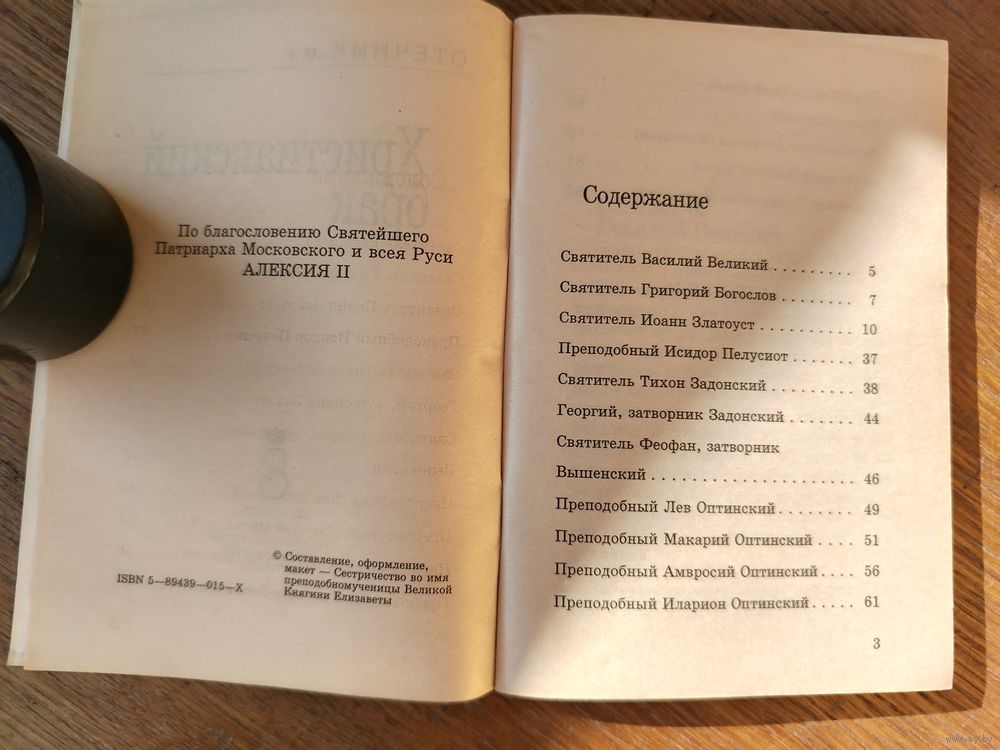 По благословению Святейшего
Патриарха Московского и всея Руси
АЛЕКСИЯ II
© Составление, оформление,
макет — Сестричество во имя
преподобномученицы Великой
Княгини Елизаветы
ISBN 5—89439—015—X
Содержание
Святитель Василий Великий ......... 5
Святитель Григорий Богослов ........ 7
Святитель Иоанн Златоуст .......... 10
Преподобный Исидор Пелусиот ....... 37
Святитель Тихон Задонский ......... 38
Георгий, затворник Задонский ....... 44
Святитель Феофан, затворник
Вышенский ................... 46
Преподобный Лев Оптинский ........ 49
Преподобный Макарий Оптинский .... 51
Преподобный Амвросий Оптинский .... 56
Преподобный Иларион Оптинский ..... 61
3
www.ay.by